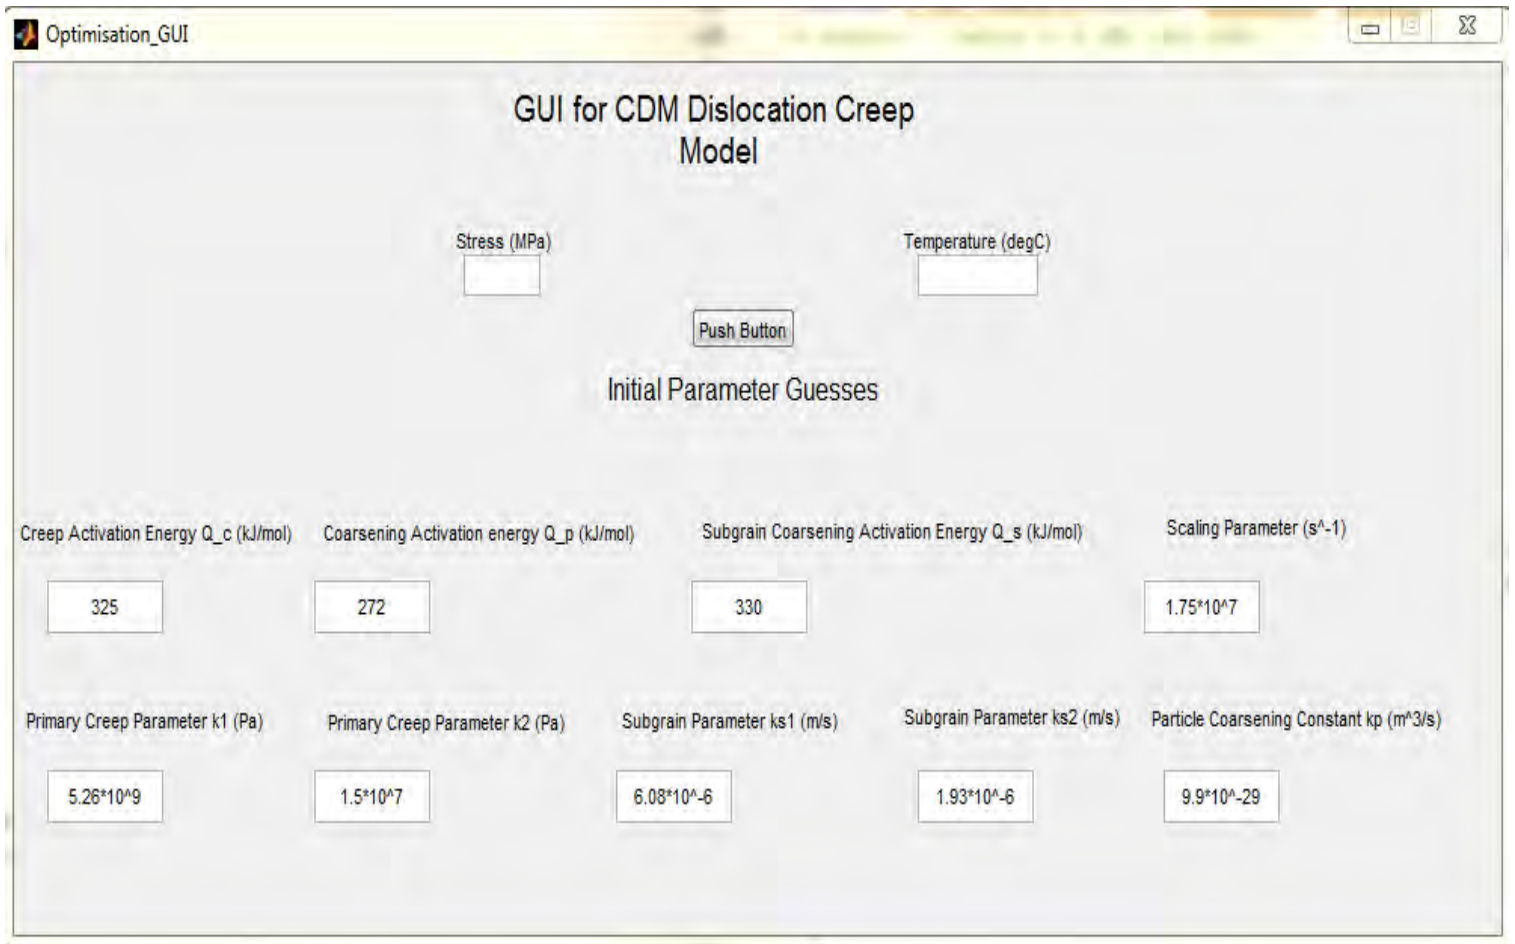 Optimisation_GUI
GUI for CDM Dislocation Creep
Model
Stress (MPa)
Temperature (degC)
Push Button
Initial Parameter Guesses
Creep Activation Energy Q_c (kJ/mol)
Coarsening Activation energy Q_p (kJ/mol)
Subgrain Coarsening Activation Energy Q_s (kJ/mol)
Scaling Parameter (s^-1)
325
272
330
1.75*10^7
Primary Creep Parameter k1 (Pa)
Primary Creep Parameter k2 (Pa)
Subgrain Parameter ks1 (m/s)
Subgrain Parameter ks2 (m/s)
Particle Coarsening Constant kp (m^3/s)
5.26*10^9
1.5*10^7
6.08*10^-6
1.93*10^-6
9.9*10^-29